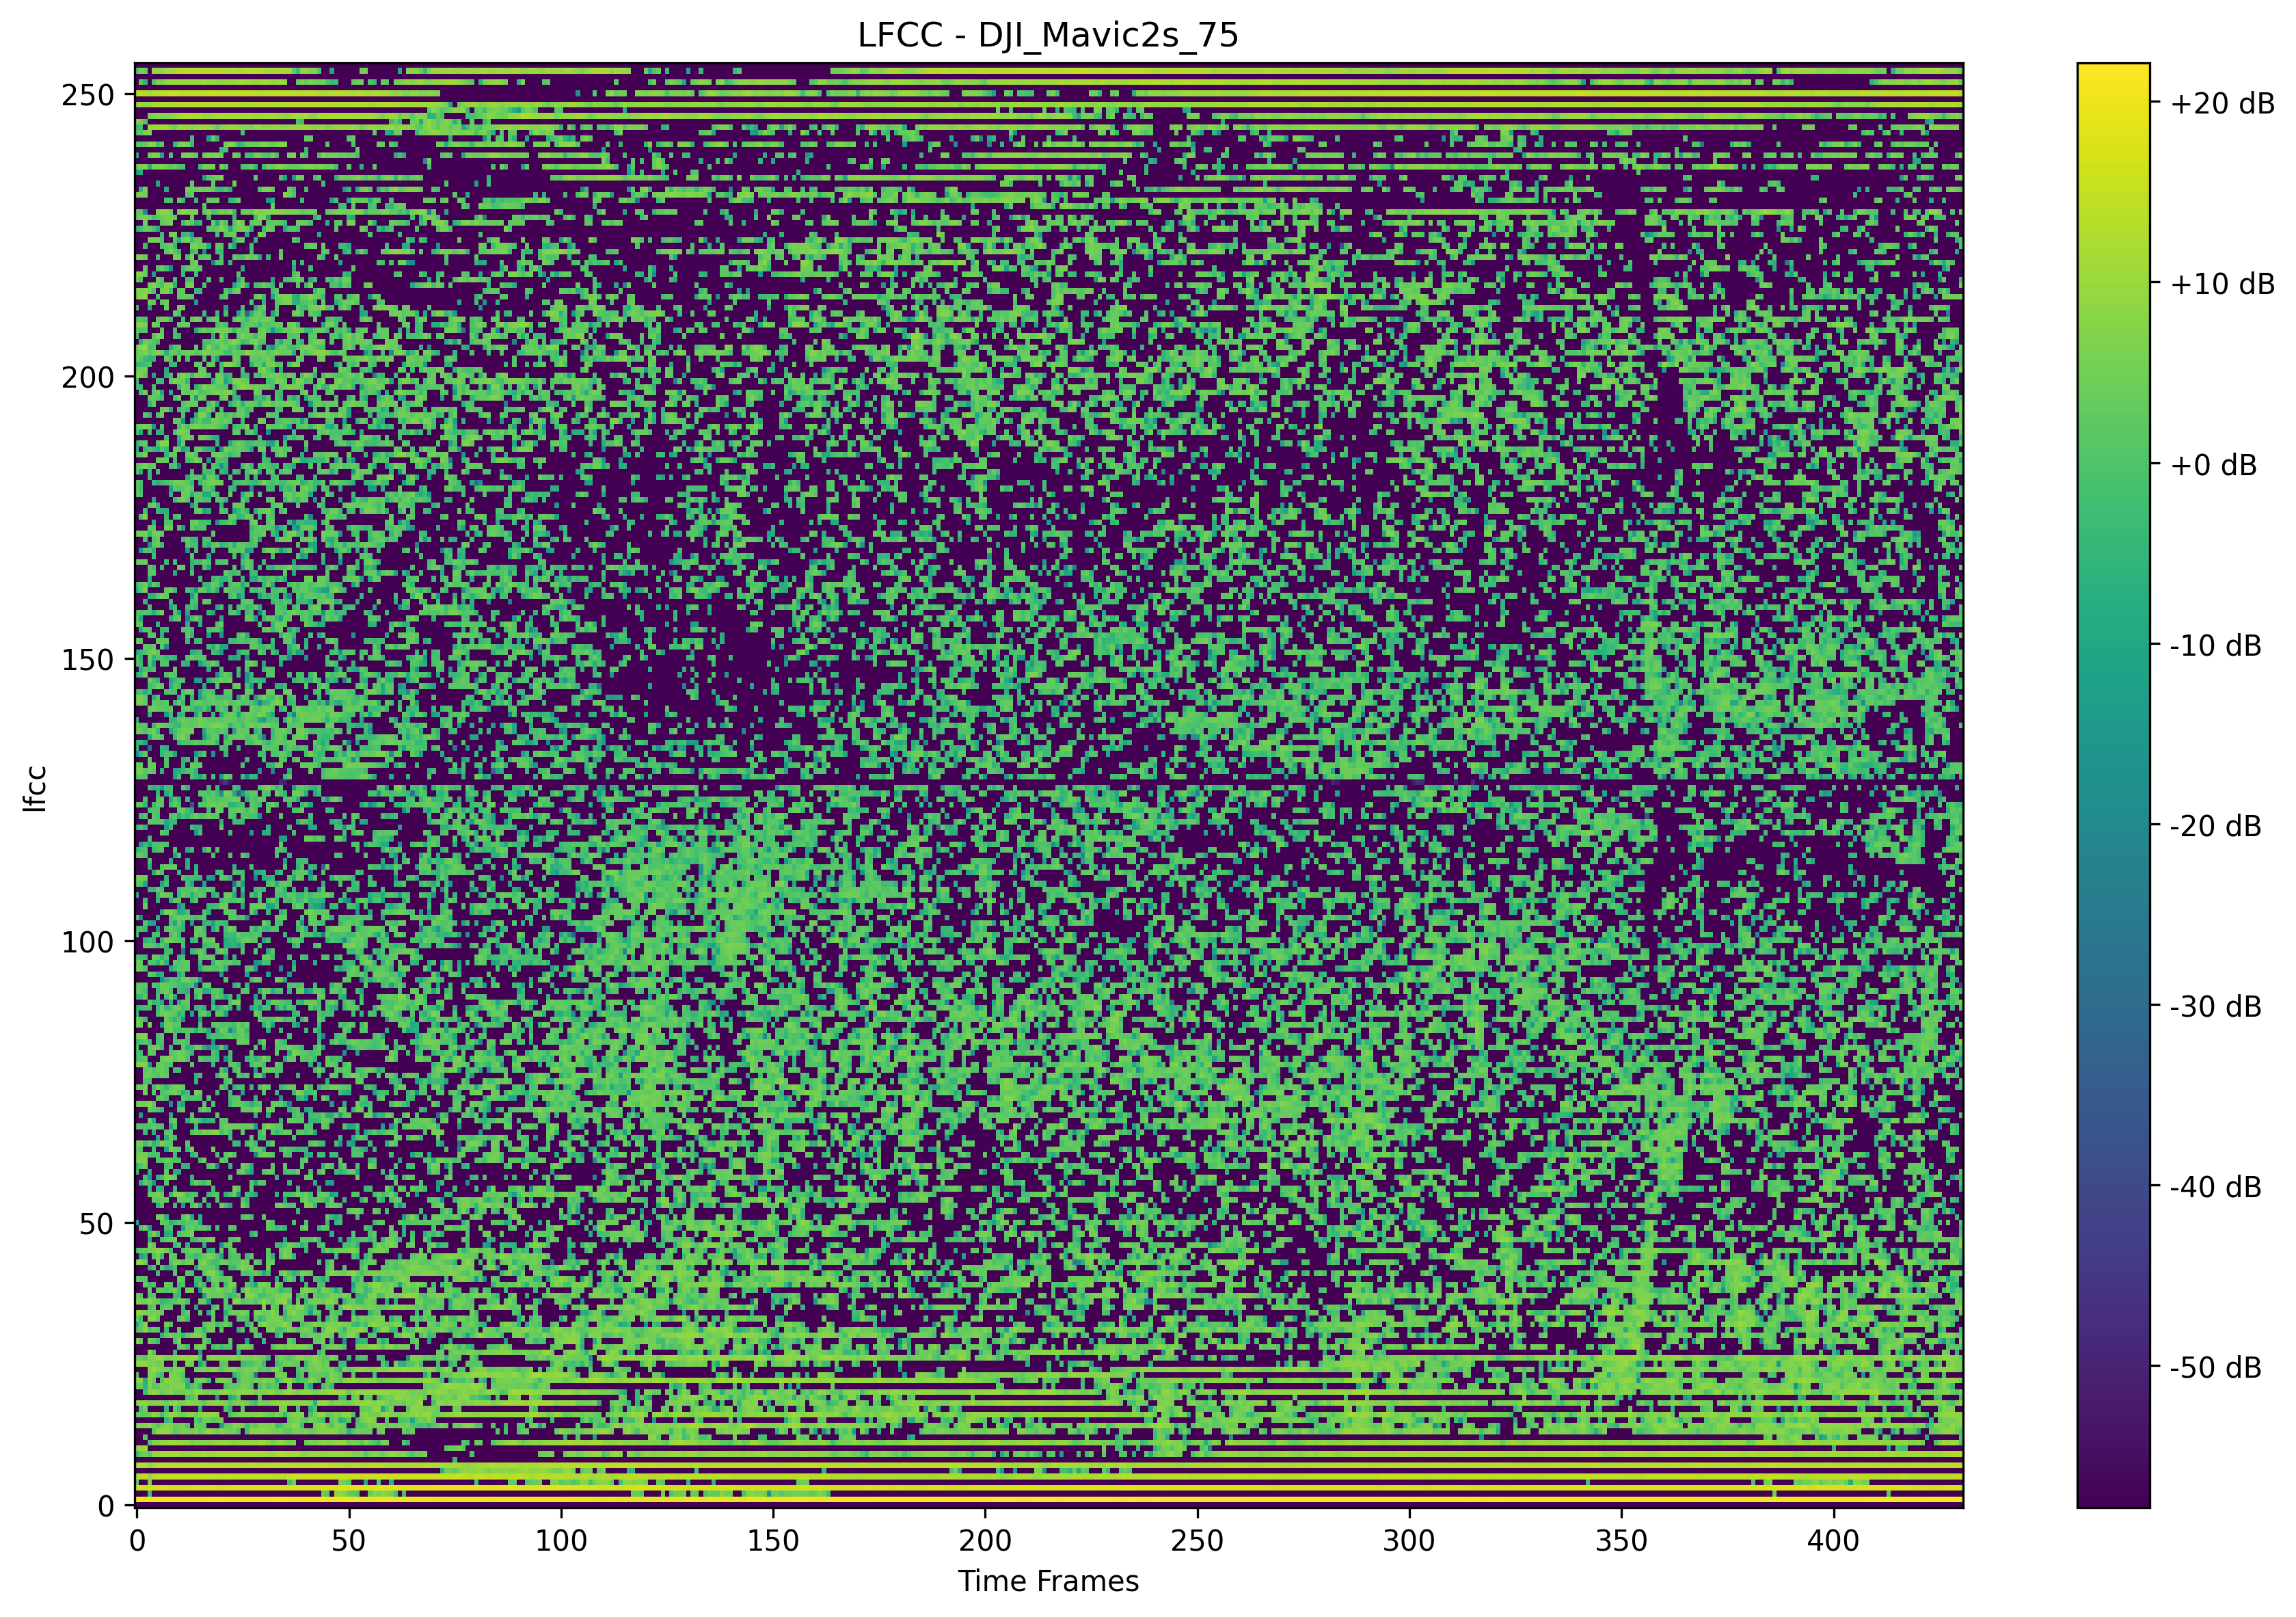 LFCC - DJI_Mavic2s_75
250
200
150
100
50
0
lfcc
0 50 100 150 200 250 300 350 400
Time Frames
+20 dB
+10 dB
+0 dB
-10 dB
-20 dB
-30 dB
-40 dB
-50 dB